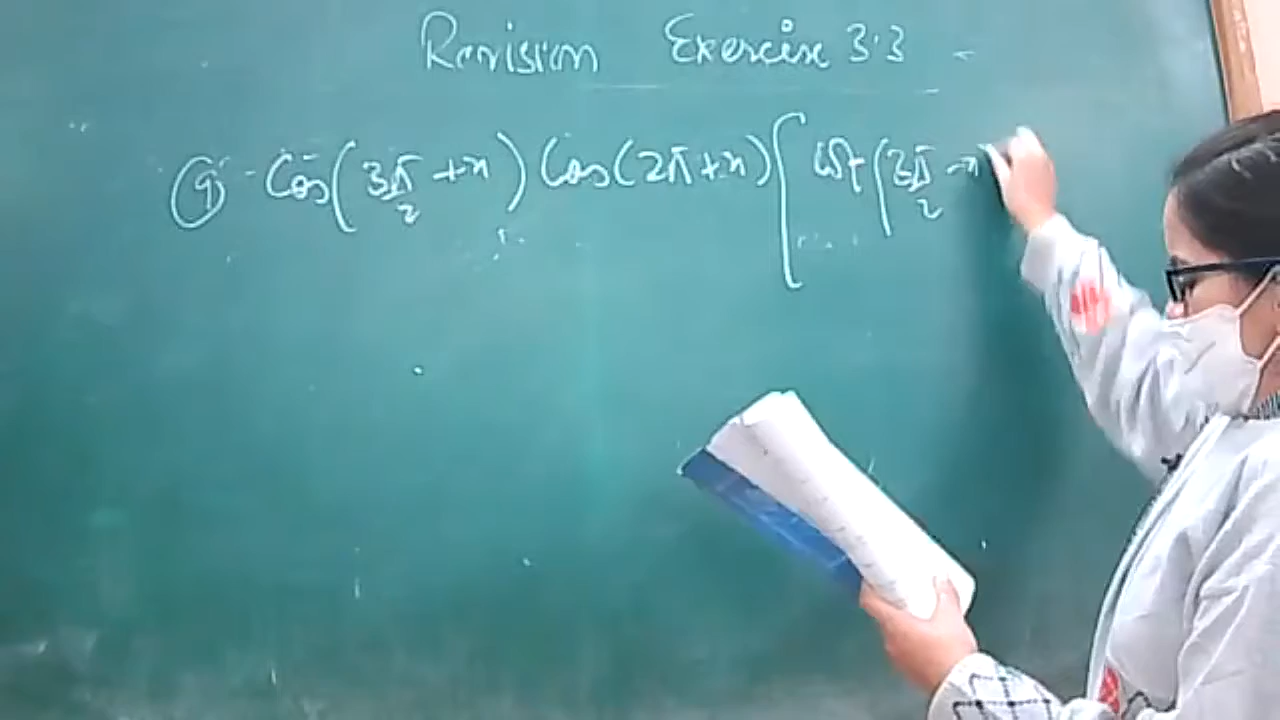 Revision Exercise 3.3
⑨ Cos(3π/2 + x) Cos(2π + x) [ Cot (3π/2 - x